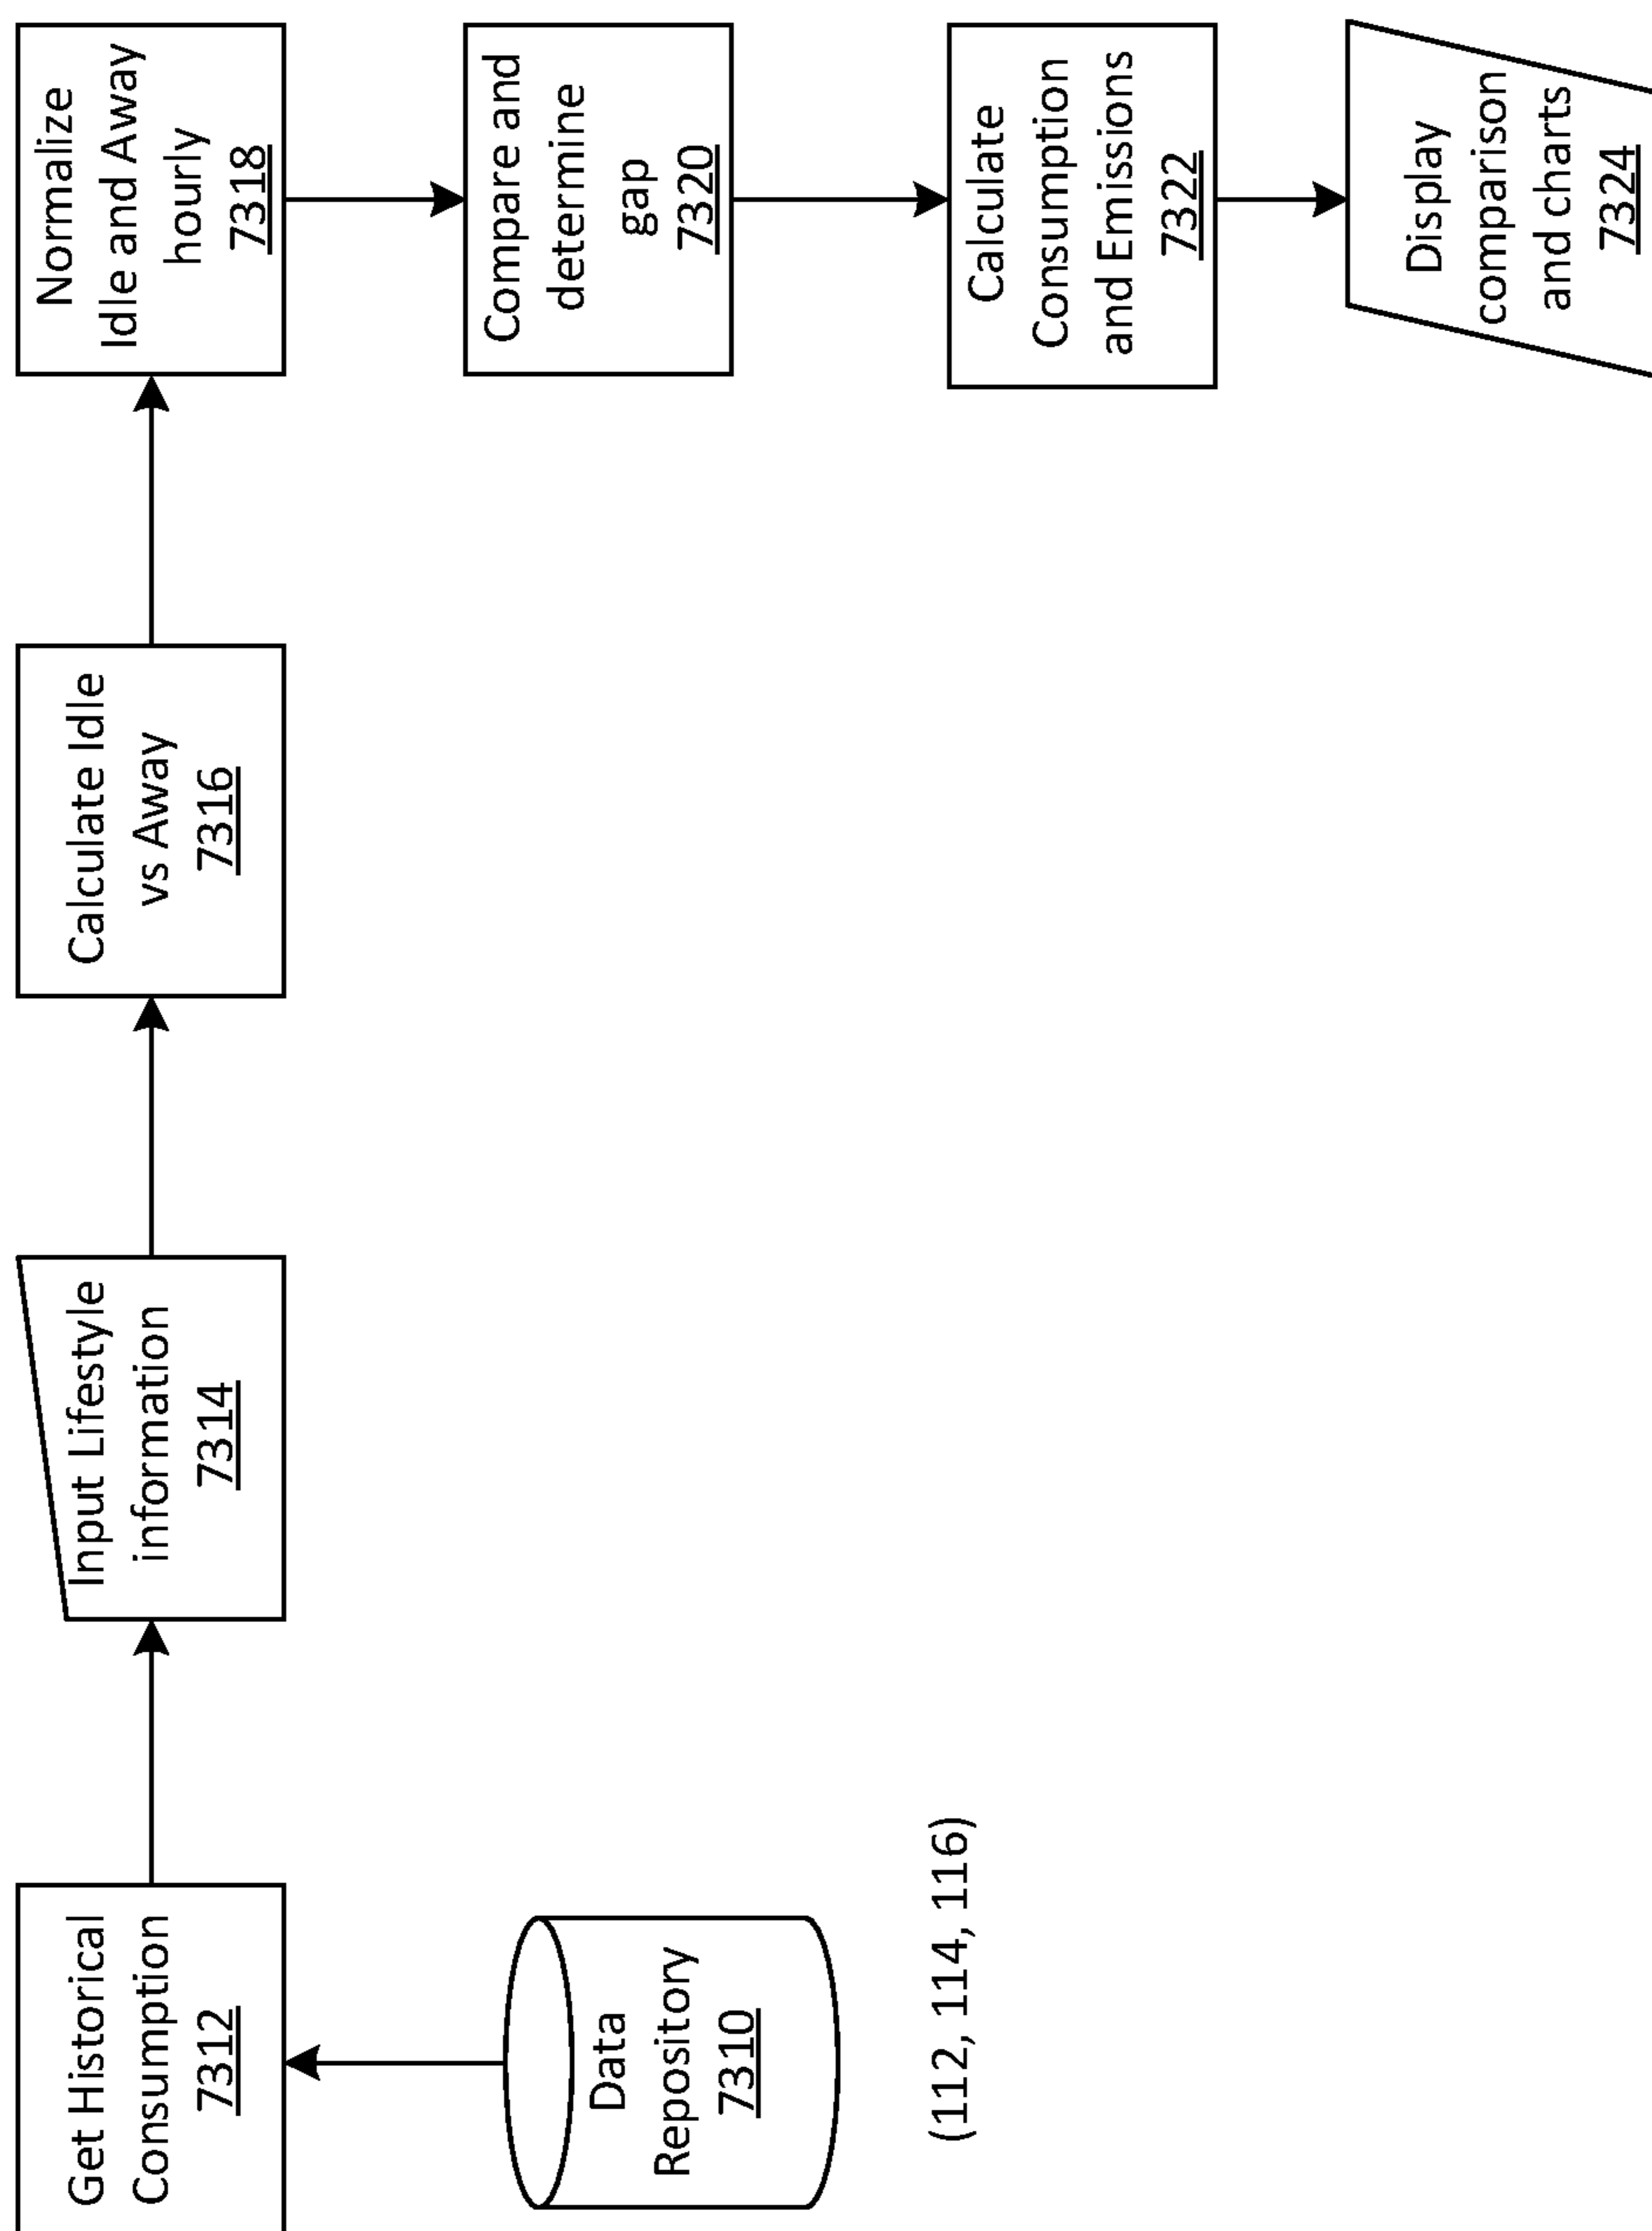 Get Historical
Consumption
7312
Data
Repository
7310
(112, 114, 116)
Input Lifestyle
information
7314
Calculate Idle
vs Away
7316
Normalize
Idle and Away
hourly
7318
Compare and
determine
gap
7320
Calculate
Consumption
and Emissions
7322
Display
comparison
and charts
7324